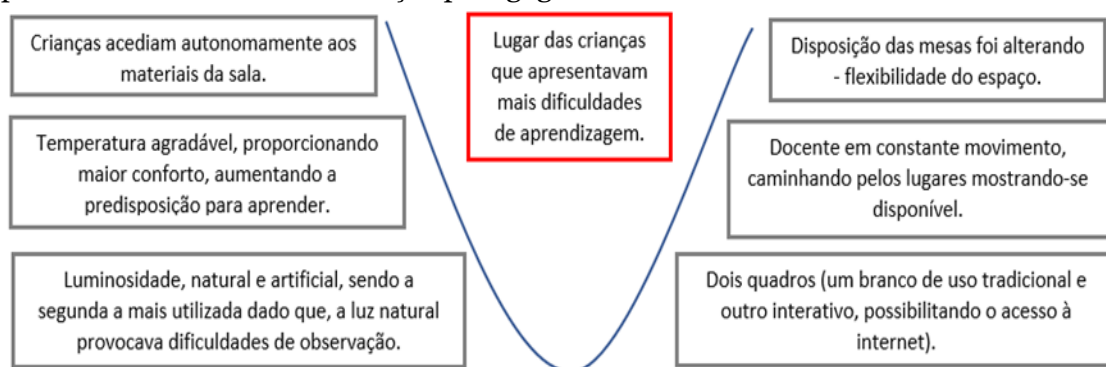 Crianças acediam autonomamente aos
materiais da sala.
Temperatura agradável, proporcionando
maior conforto, aumentando a
predisposição para aprender.
Luminosidade, natural e artificial, sendo a
segunda a mais utilizada dado que, a luz natural
provocava dificuldades de observação.
Lugar das crianças
que apresentavam
mais dificuldades
de aprendizagem.
Disposição das mesas foi alterando
- flexibilidade do espaço.
Docente em constante movimento,
caminhando pelos lugares mostrando-se
disponível.
Dois quadros (um branco de uso tradicional e
outro interativo, possibilitando o acesso à
internet).